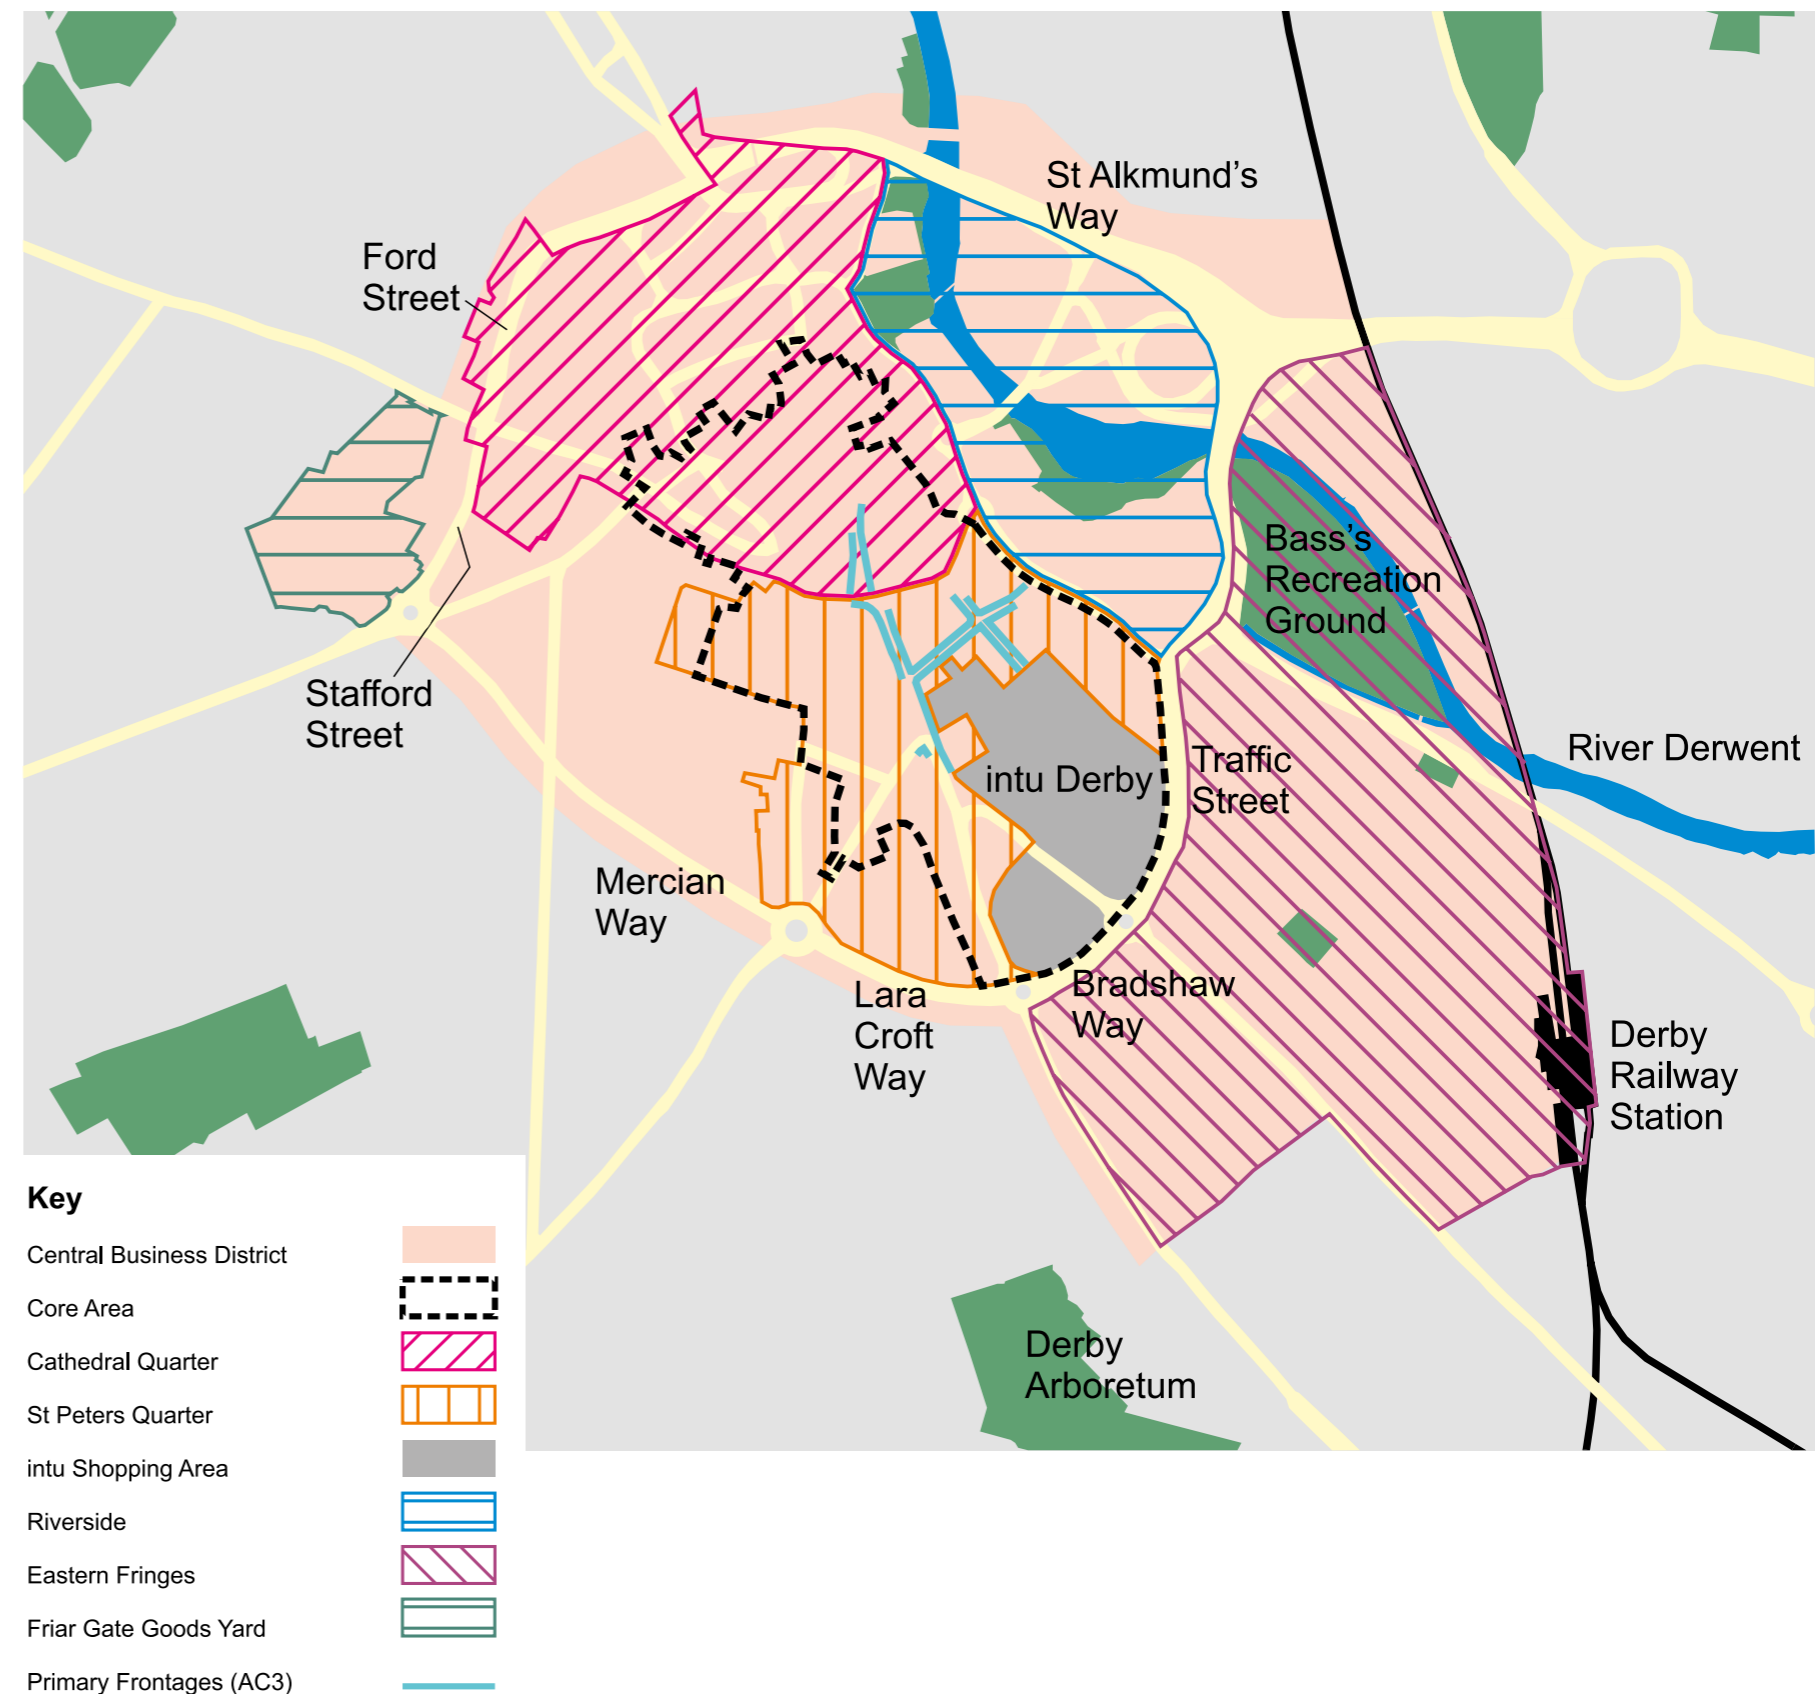 St Alkmund's
Way
Ford
Street
Bass's
Recreation
Ground
Stafford
Street
River Derwent
intu Derby
Traffic
Street
Mercian
Way
Lara
Croft
Way
Bradshaw
Way
Derby
Railway
Station
Derby
Arboretum
Key
Central Business District
Core Area
Cathedral Quarter
St Peters Quarter
intu Shopping Area
Riverside
Eastern Fringes
Friar Gate Goods Yard
Primary Frontages (AC3)